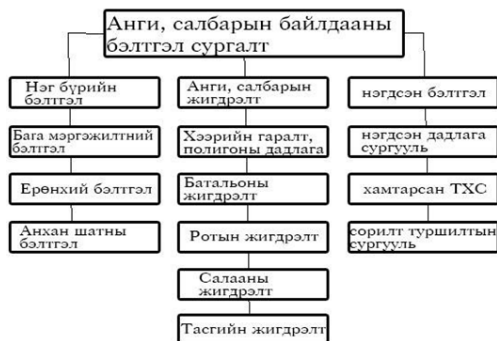 Анги, салбарын байлдааны
бэлтгэл сургалт
Нэг бүрийн
бэлтгэл
Бага мэргэжилтний
бэлтгэл
Ерөнхий бэлтгэл
Анхан шатны
бэлтгэл
Анги, салбарын
жигдрэлт
Хээрийн гаралт,
полигоны дадлага
Батальоны
жигдрэлт
Ротын жигдрэлт
Салааны
жигдрэлт
Тасгийн жигдрэлт
нэгдсэн бэлтгэл
нэгдсэн дадлага
сургууль
хамтарсан ТХС
сорилт туршилтын
сургууль